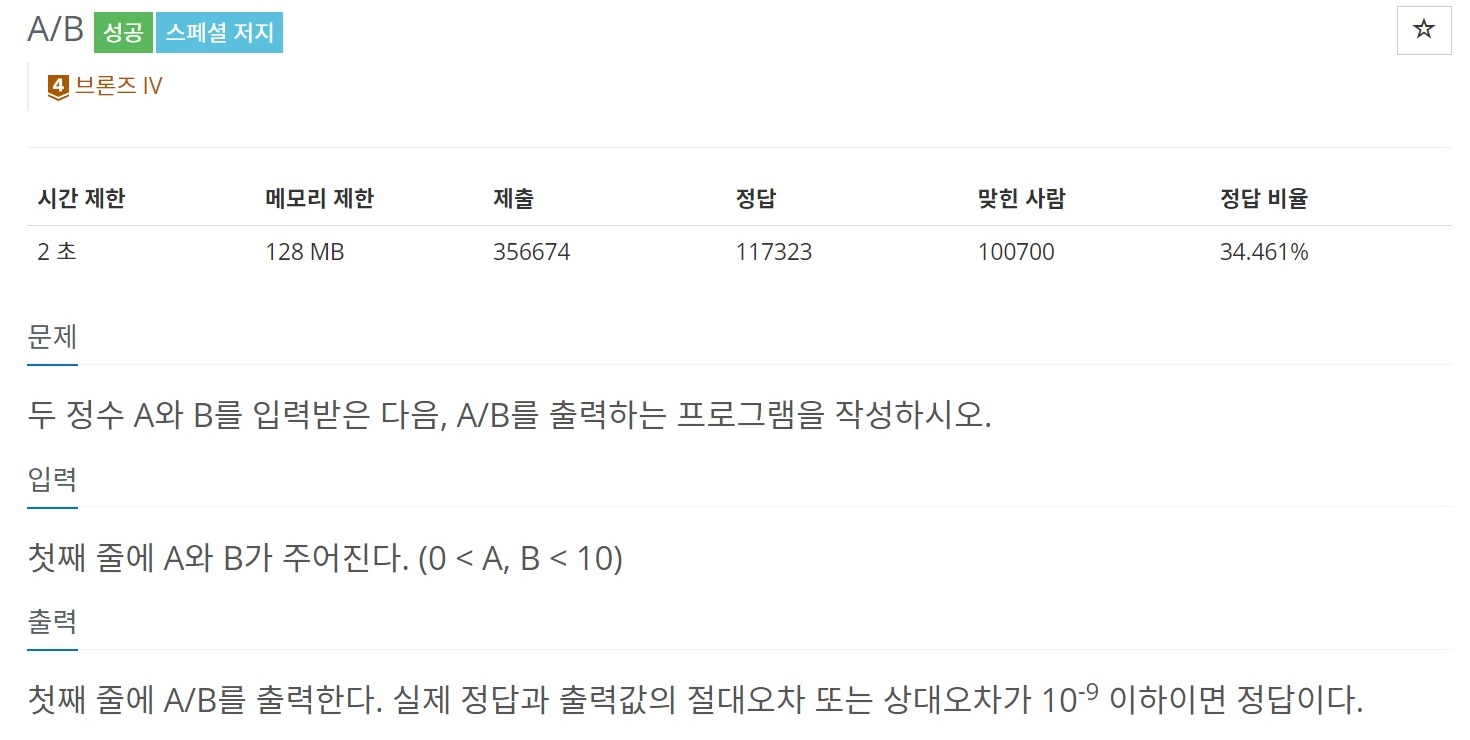 A/B 성공 스페셜 저지
4 브론즈 IV
시간 제한 메모리 제한 제출 정답 맞힌 사람 정답 비율
2 초 128 MB 356674 117323 100700 34.461%
문제
두 정수 A와 B를 입력받은 다음, A/B를 출력하는 프로그램을 작성하시오.
입력
첫째 줄에 A와 B가 주어진다. (0 < A, B < 10)
출력
첫째 줄에 A/B를 출력한다. 실제 정답과 출력값의 절대오차 또는 상대오차가 10⁻⁹ 이하이면 정답이다.